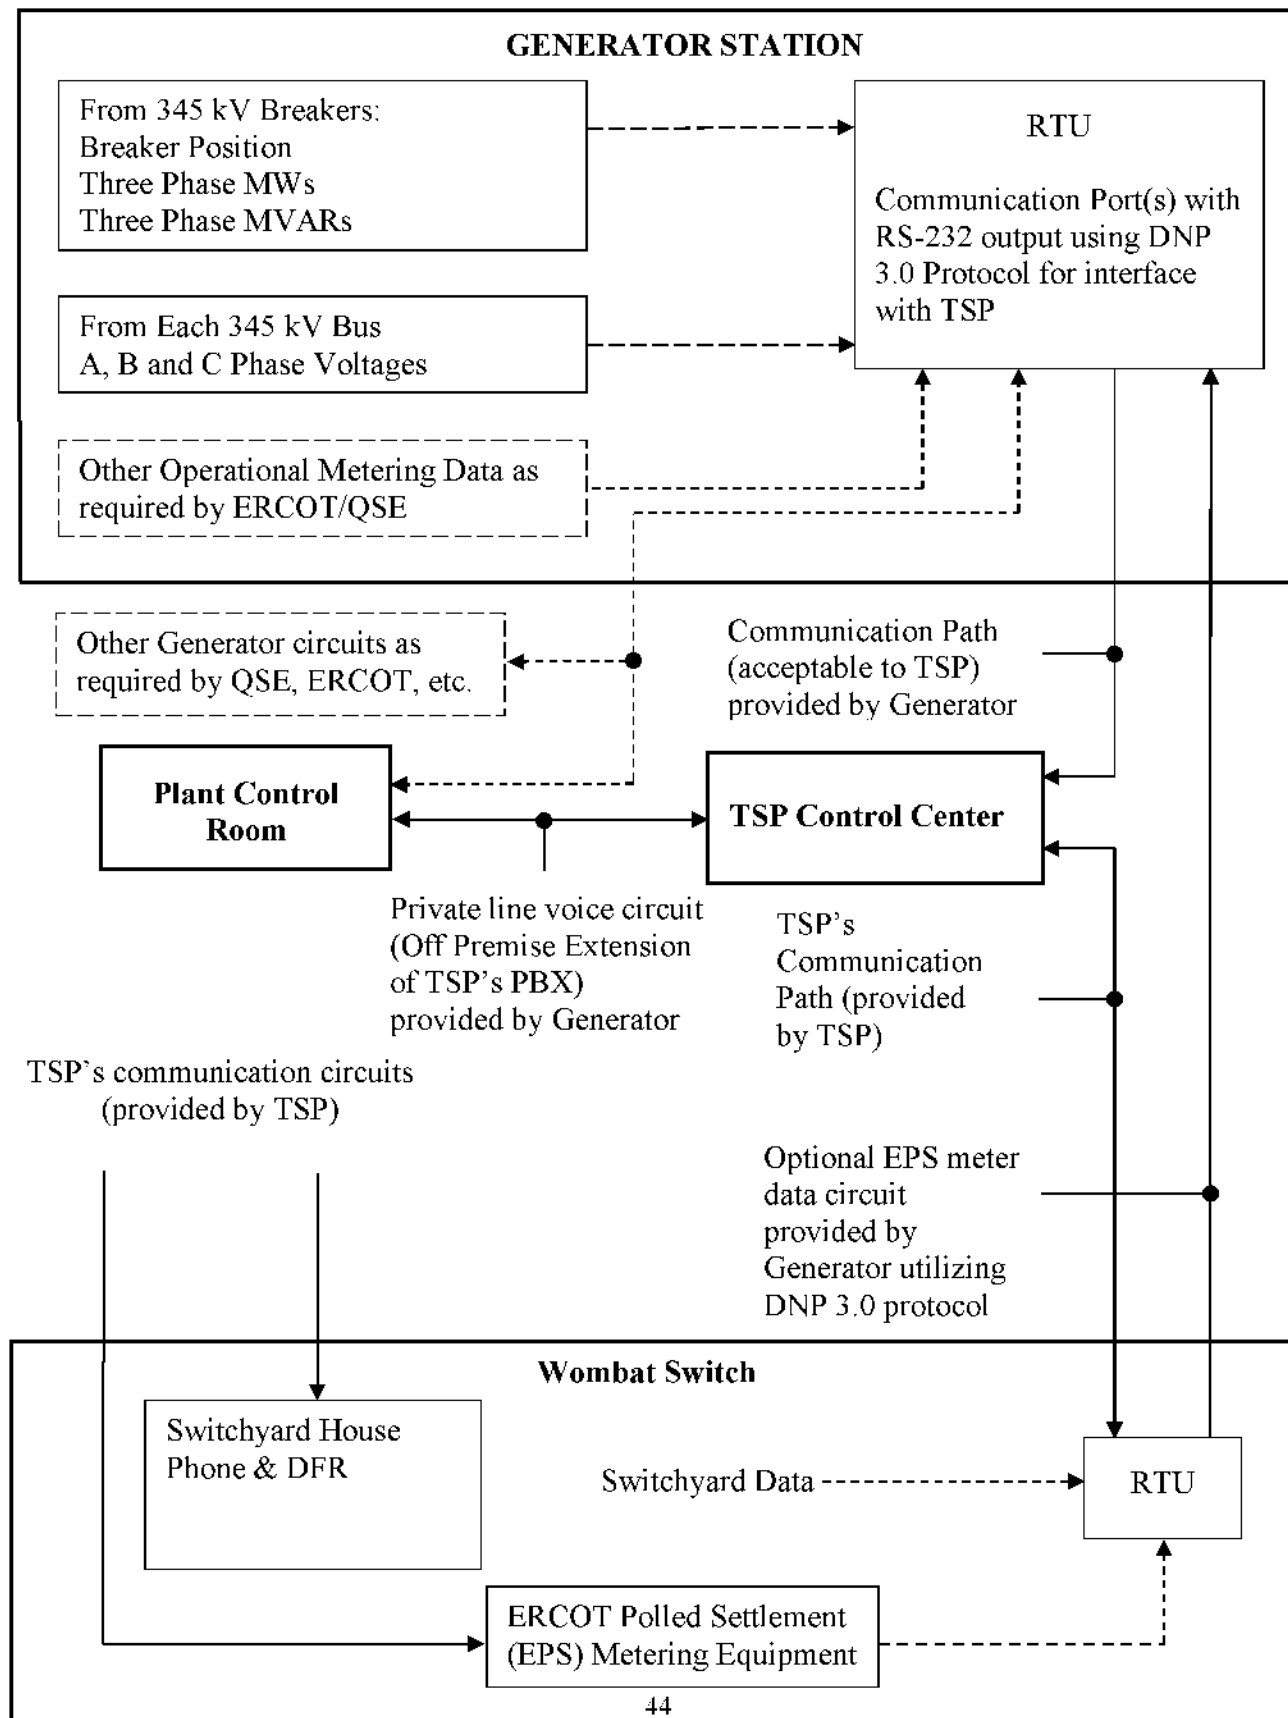 GENERATOR STATION
From 345 kV Breakers:
Breaker Position
Three Phase MWs
Three Phase MVARs
RTU
Communication Port(s) with
RS-232 output using DNP
3.0 Protocol for interface
with TSP
From Each 345 kV Bus
A, B and C Phase Voltages
Other Operational Metering Data as
required by ERCOT/QSE
Other Generator circuits as
required by QSE, ERCOT, etc.
Communication Path
(acceptable to TSP)
provided by Generator
Plant Control
Room
TSP Control Center
Private line voice circuit
(Off Premise Extension
of TSP's PBX)
provided by Generator
TSP's
Communication
Path (provided
by TSP)
TSP's communication circuits
(provided by TSP)
Optional EPS meter
data circuit
provided by
Generator utilizing
DNP 3.0 protocol
Wombat Switch
Switchyard House
Phone & DFR
Switchyard Data
RTU
ERCOT Polled Settlement
(EPS) Metering Equipment
44